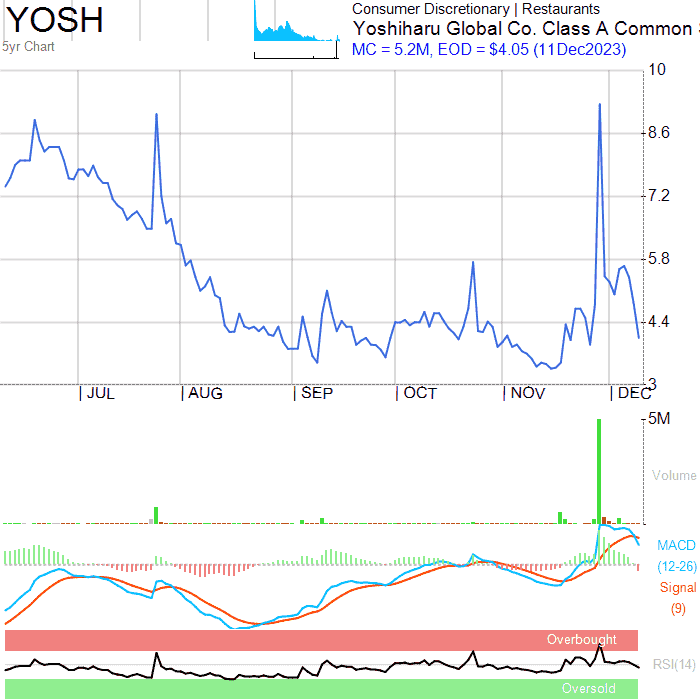 YOSH
5yr Chart
Consumer Discretionary | Restaurants
Yoshiharu Global Co. Class A Common
MC = 5.2M, EOD = $4.05 (11Dec2023)
10
8.6
7.2
5.8
4.4
3
| JUL | AUG | SEP | OCT | NOV | DEC
5M
Volume
MACD
(12-26)
Signal
(9)
Overbought
RSI(14)
Oversold